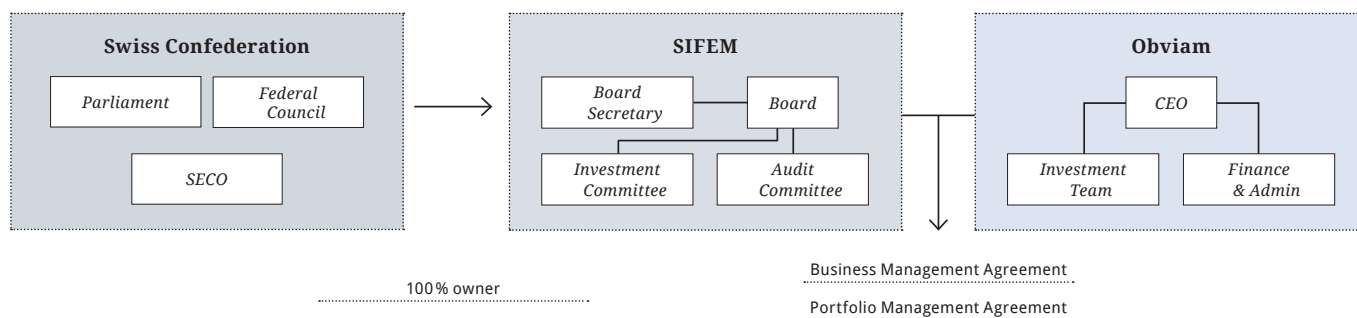 Swiss Confederation
Parliament
Federal
Council
SECO
SIFEM
Board
Secretary
Board
Investment
Committee
Audit
Committee
Obviam
CEO
Investment
Team
Finance
& Admin
100% owner
Business Management Agreement
Portfolio Management Agreement